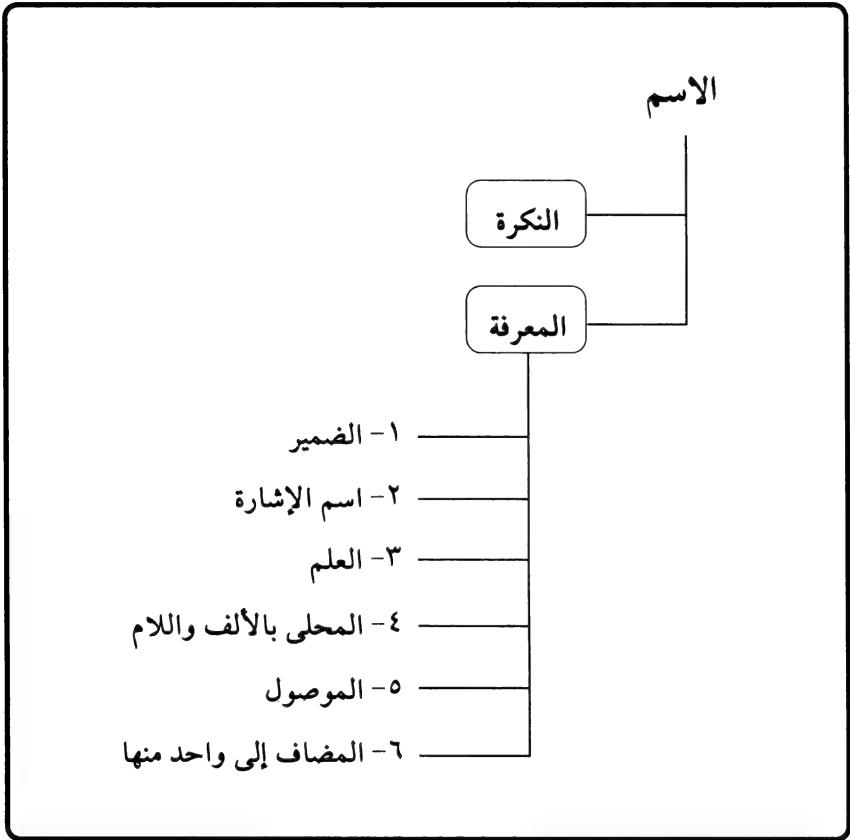 الاسم
النكرة
المعرفة
١- الضمير
٢- اسم الإشارة
٣- العلم
٤- المحلى بالألف واللام
٥- الموصول
٦- المضاف إلى واحد منها